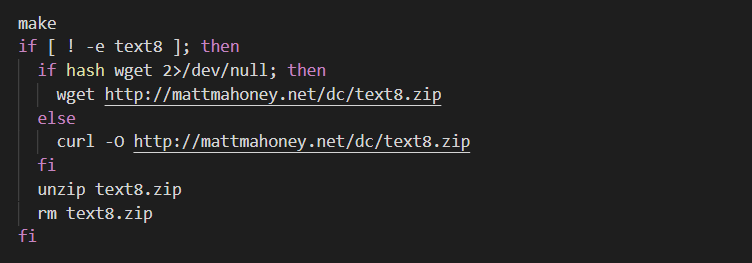 make
if [ ! -e text8 ]; then
  if hash wget 2>/dev/null; then
    wget http://mattmahoney.net/dc/text8.zip
  else
    curl -O http://mattmahoney.net/dc/text8.zip
  fi
  unzip text8.zip
  rm text8.zip
fi